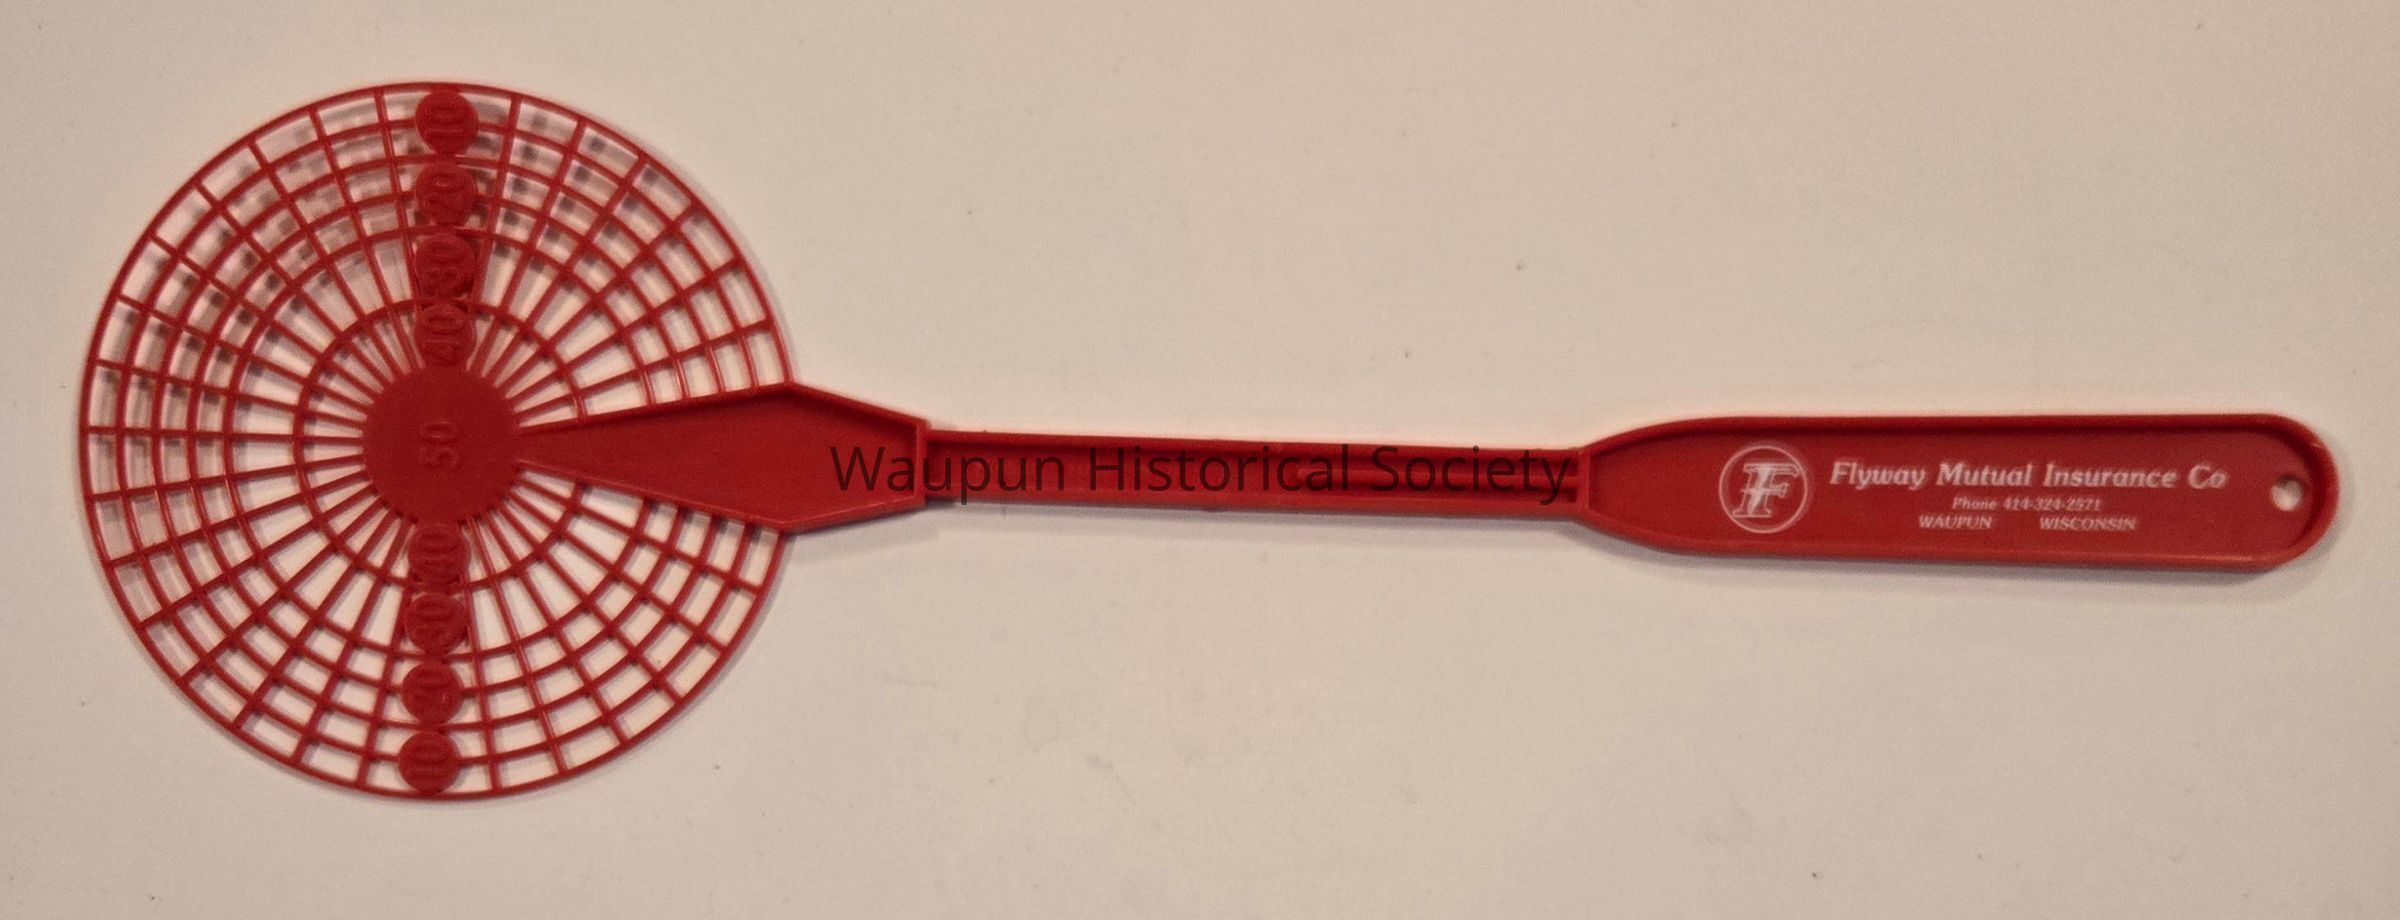 10
20
30
40
50
40
30
20
10
Waupun Historical Society
F
Flyway Mutual Insurance Co
Phone 414-324-2571
WAUPUN WISCONSIN